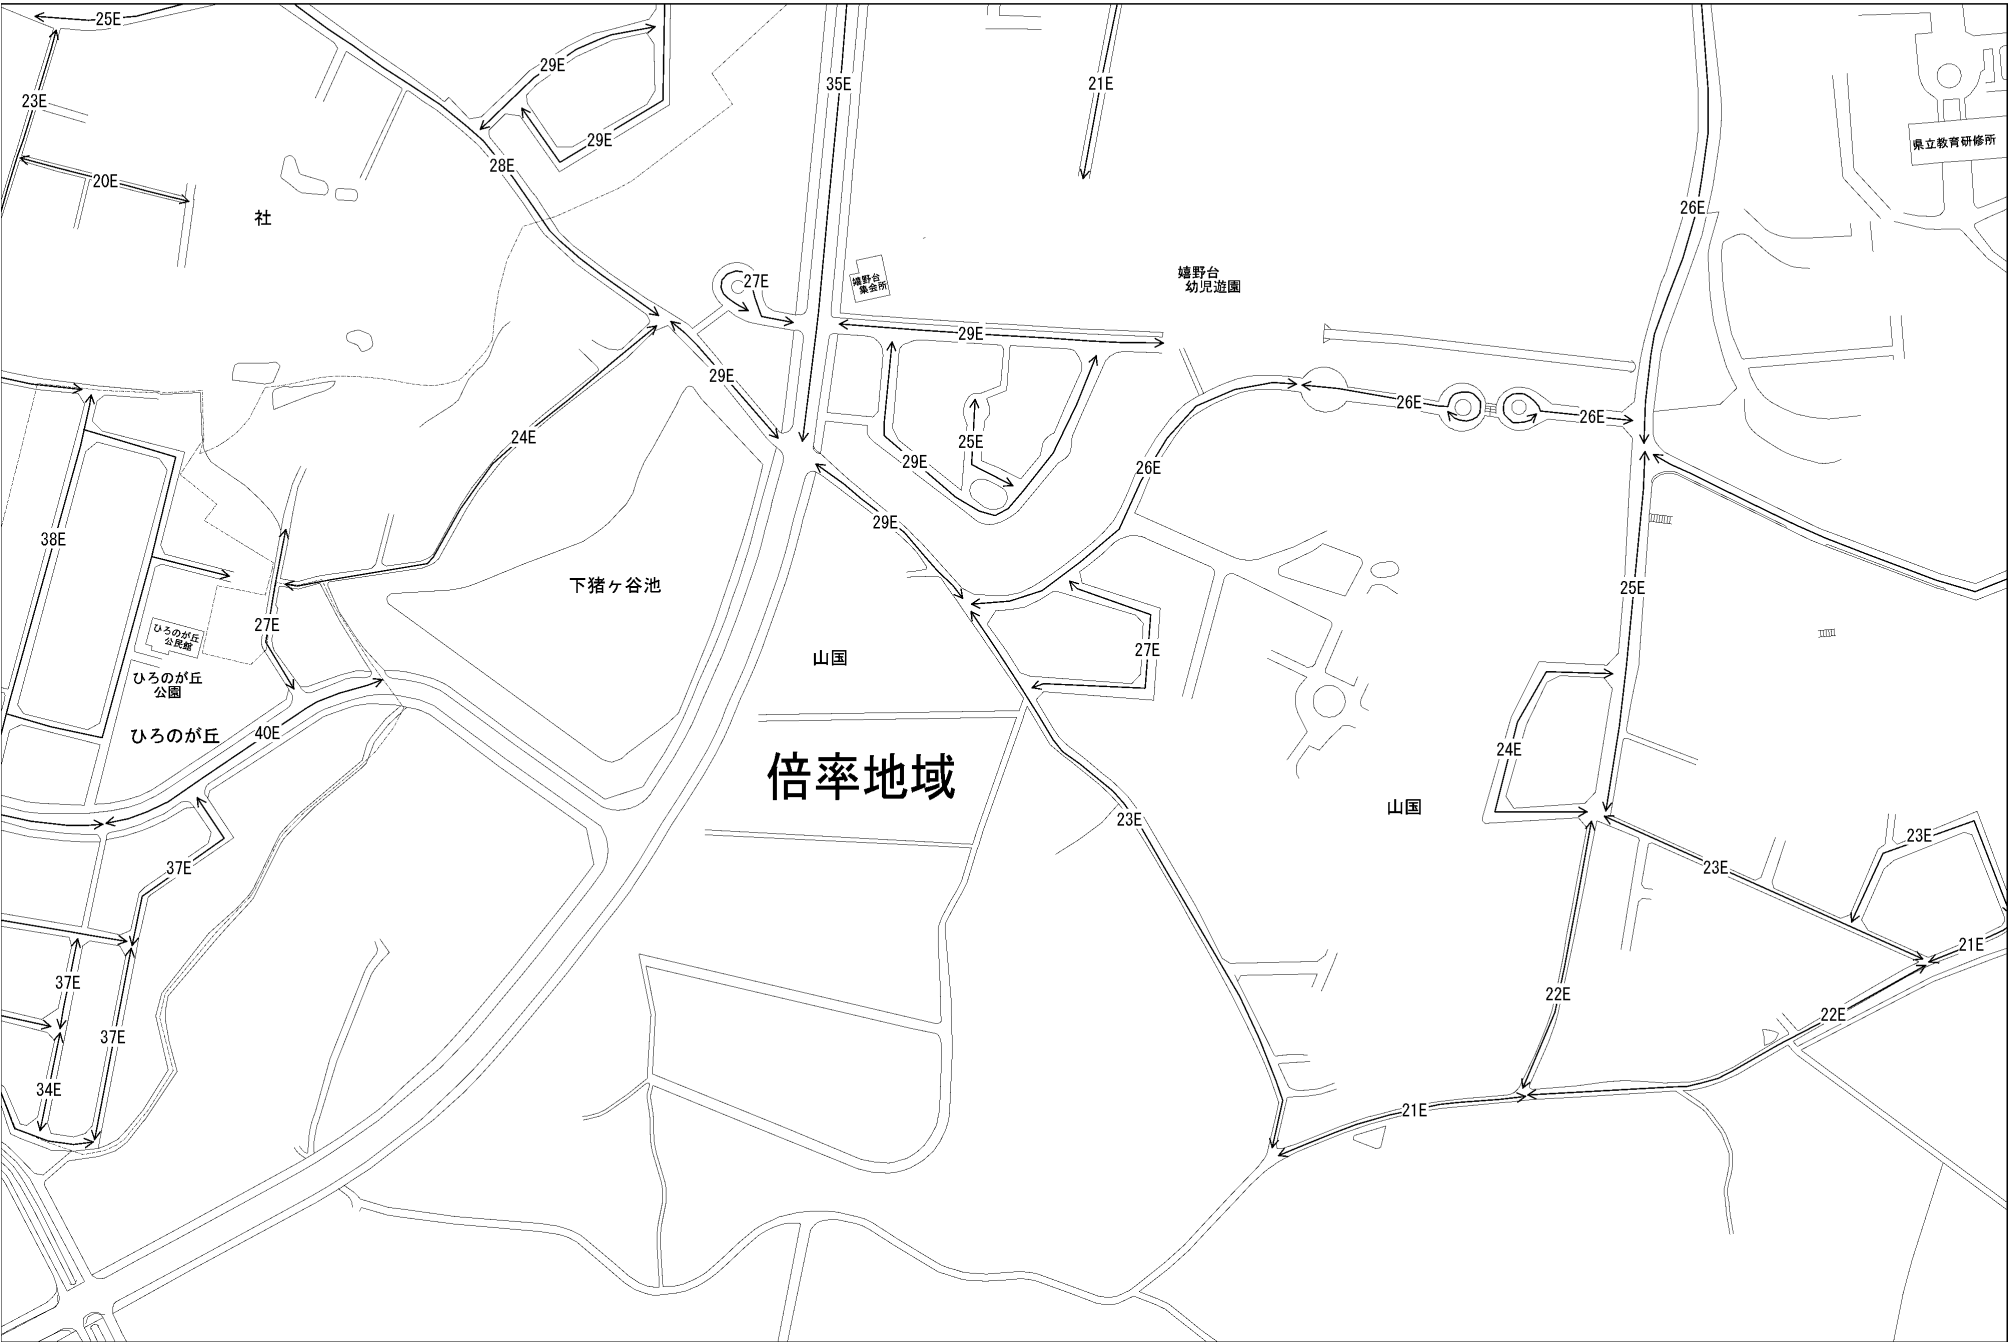 25E
29E
35E
21E
23E
県立教育研修所
29E
28E
20E
26E
社
嬉野台
幼児遊園
27E
嬉野台
集会所
29E
29E
26E
26E
24E
25E
29E
26E
29E
38E
下猪ヶ谷池
25E
27E
ひろのが丘
公民館
27E
山国
ひろのが丘
公園
ひろのが丘
40E
24E
倍率地域
山国
23E
23E
37E
23E
21E
37E
22E
22E
37E
34E
21E